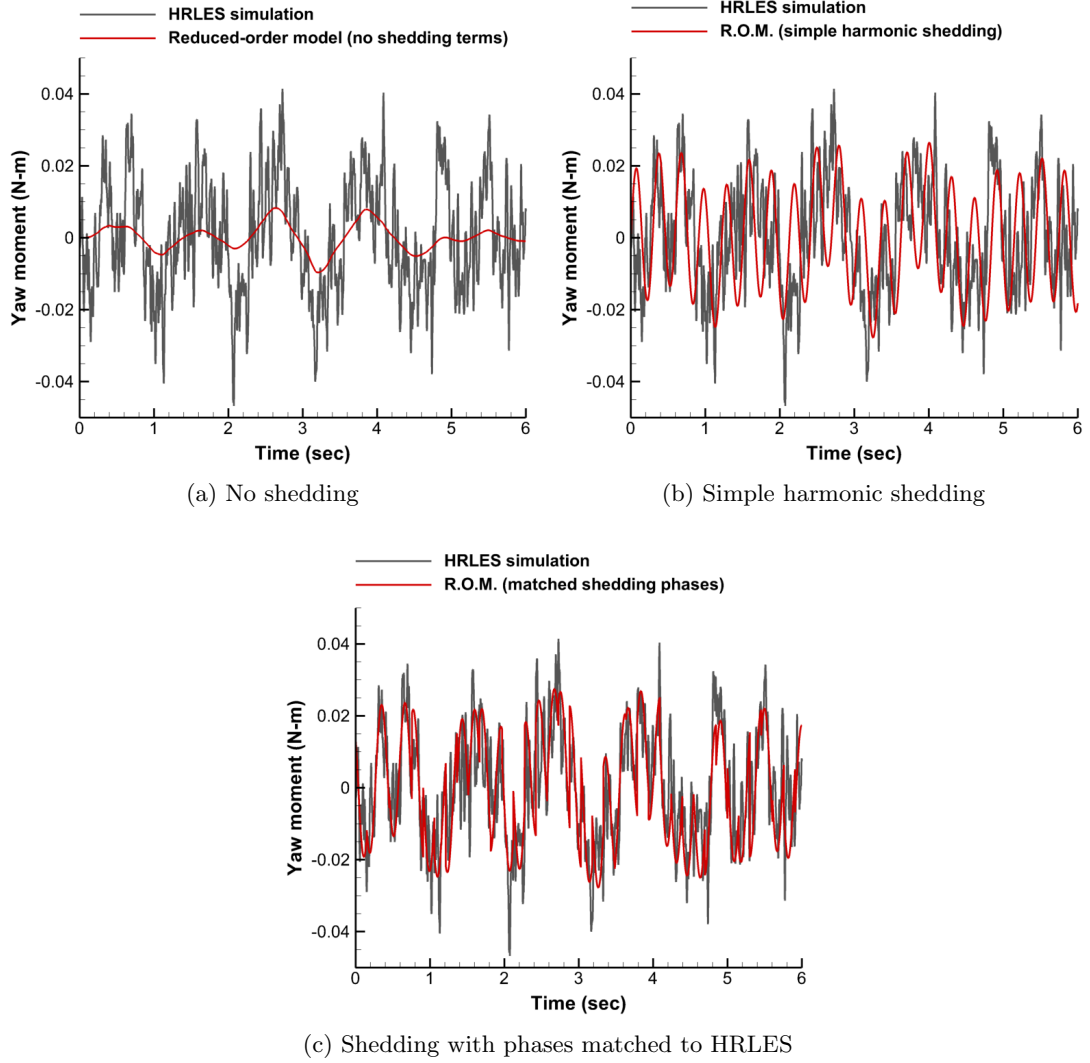 HRLES simulation
Reduced-order model (no shedding terms)
Yaw moment (N-m)
0.04
0.02
0
-0.02
-0.04
0 1 2 3 4 5 6
Time (sec)
(a) No shedding
HRLES simulation
R.O.M. (simple harmonic shedding)
Yaw moment (N-m)
0.04
0.02
0
-0.02
-0.04
0 1 2 3 4 5 6
Time (sec)
(b) Simple harmonic shedding
HRLES simulation
R.O.M. (matched shedding phases)
Yaw moment (N-m)
0.04
0.02
0
-0.02
-0.04
0 1 2 3 4 5 6
Time (sec)
(c) Shedding with phases matched to HRLES